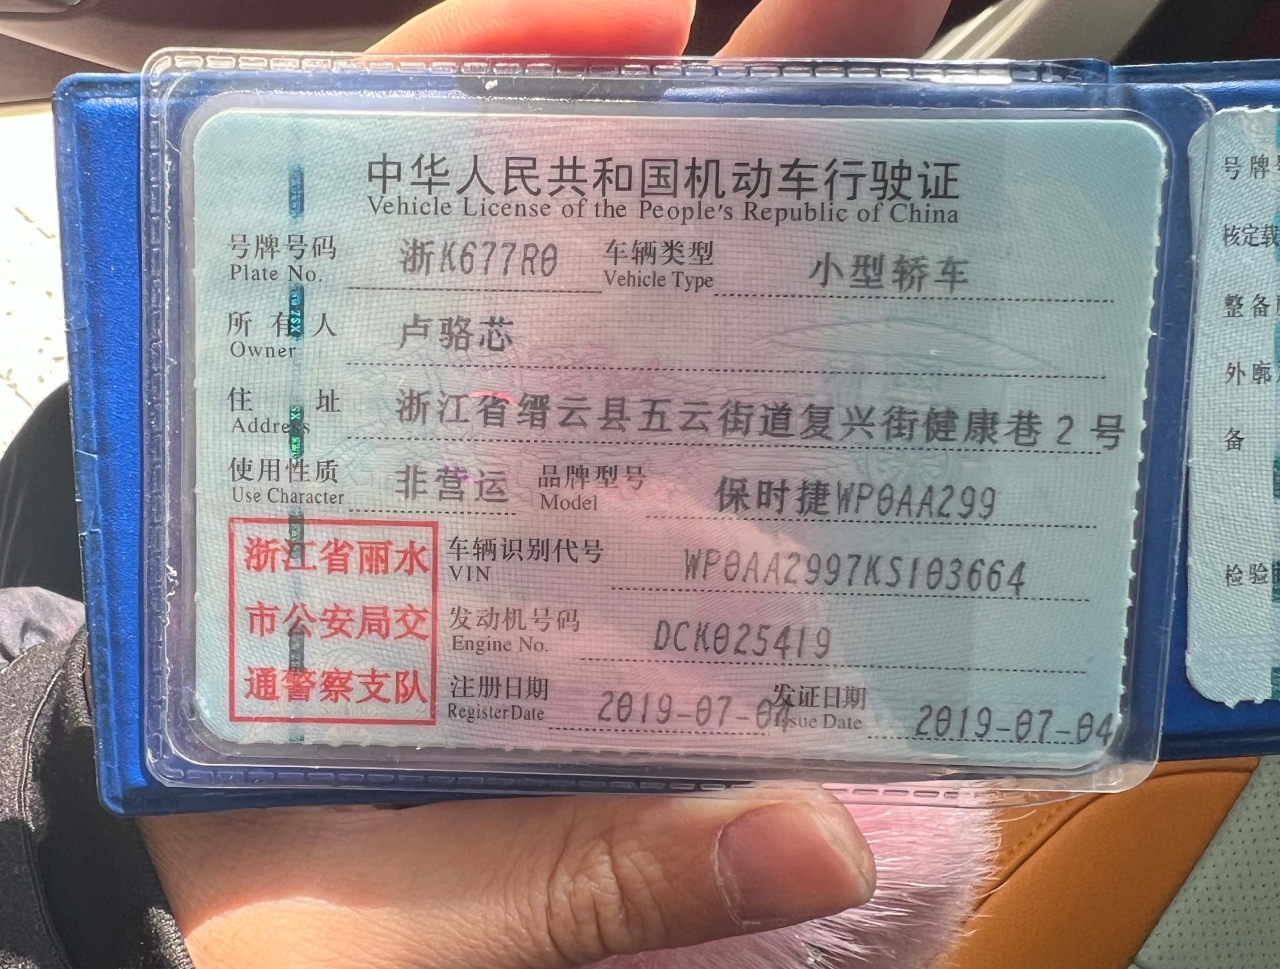 中华人民共和国机动车行驶证
Vehicle License of the People's Republic of China
号牌号码 浙K677R0 车辆类型 小型轿车
Plate No. Vehicle Type
所有人 卢骆芯
Owner
住址 浙江省缙云县五云街道复兴街健康巷2号
Address
使用性质 非营运 品牌型号 保时捷WP0AA299
Use Character Model
浙江省丽水
市公安局交
通警察支队
车辆识别代号 WP0AA2997KS103664
VIN
发动机号码 DCK025419
Engine No.
注册日期 2019-07-04 发证日期 2019-07-04
Register Date Issue Date
号牌
核定载
整备
外廓
备
检验